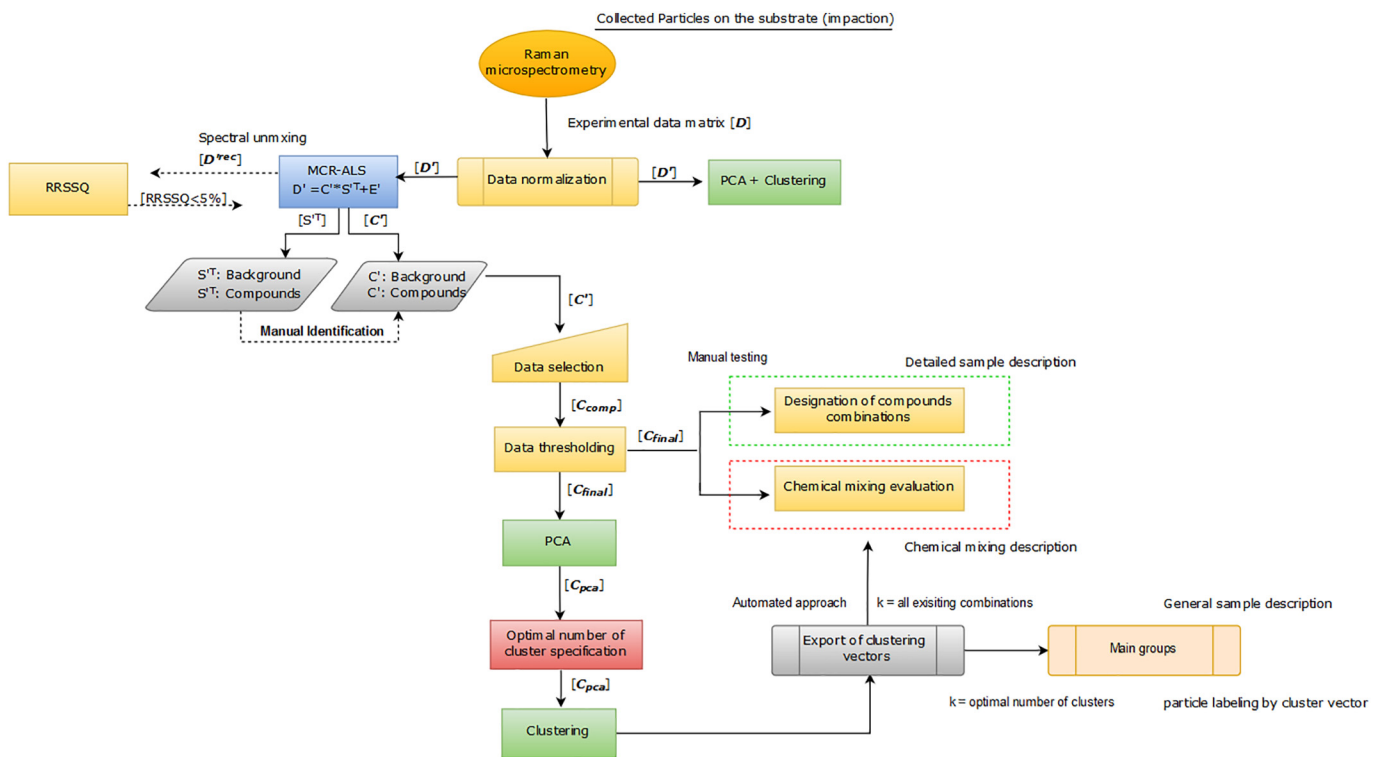 Collected Particles on the substrate (impaction)
Raman
microspectrometry
Experimental data matrix [D]
Spectral unmxing
[D'rec]
RRSSQ
[RRSSQ<5%]
MCR-ALS
D' =C'*S'T+E'
[D']
Data normalization
[D']
PCA + Clustering
[S'T]
[C']
S'T: Background
S'T: Compounds
C': Background
C': Compounds
Manual Identification
[C']
Data selection
[Ccomp]
Data thresholding
[Cfinal]
Manual testing
Detailed sample description
Designation of compounds
combinations
Chemical mixing evaluation
Chemical mixing description
[Cfinal]
PCA
[Cpca]
Optimal number of
cluster specification
[Cpca]
Clustering
Automated approach
k = all exisiting combinations
Export of clustering
vectors
General sample description
Main groups
k = optimal number of clusters
particle labeling by cluster vector